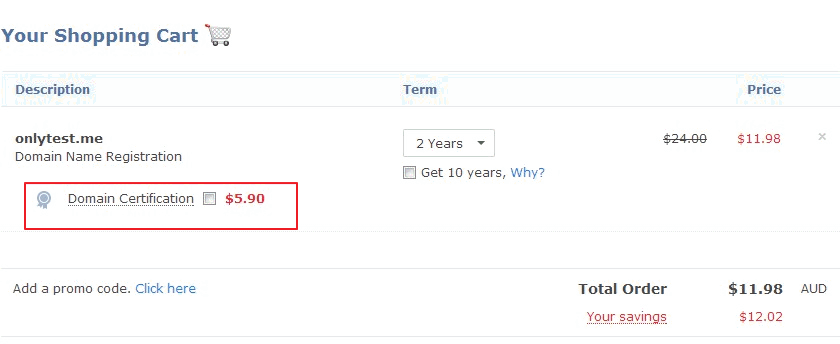 Your Shopping Cart
Description Term Price
onlytest.me 2 Years $24.00 $11.98 ×
Domain Name Registration
Get 10 years, Why?
Domain Certification $5.90
Add a promo code. Click here Total Order $11.98 AUD
Your savings $12.02